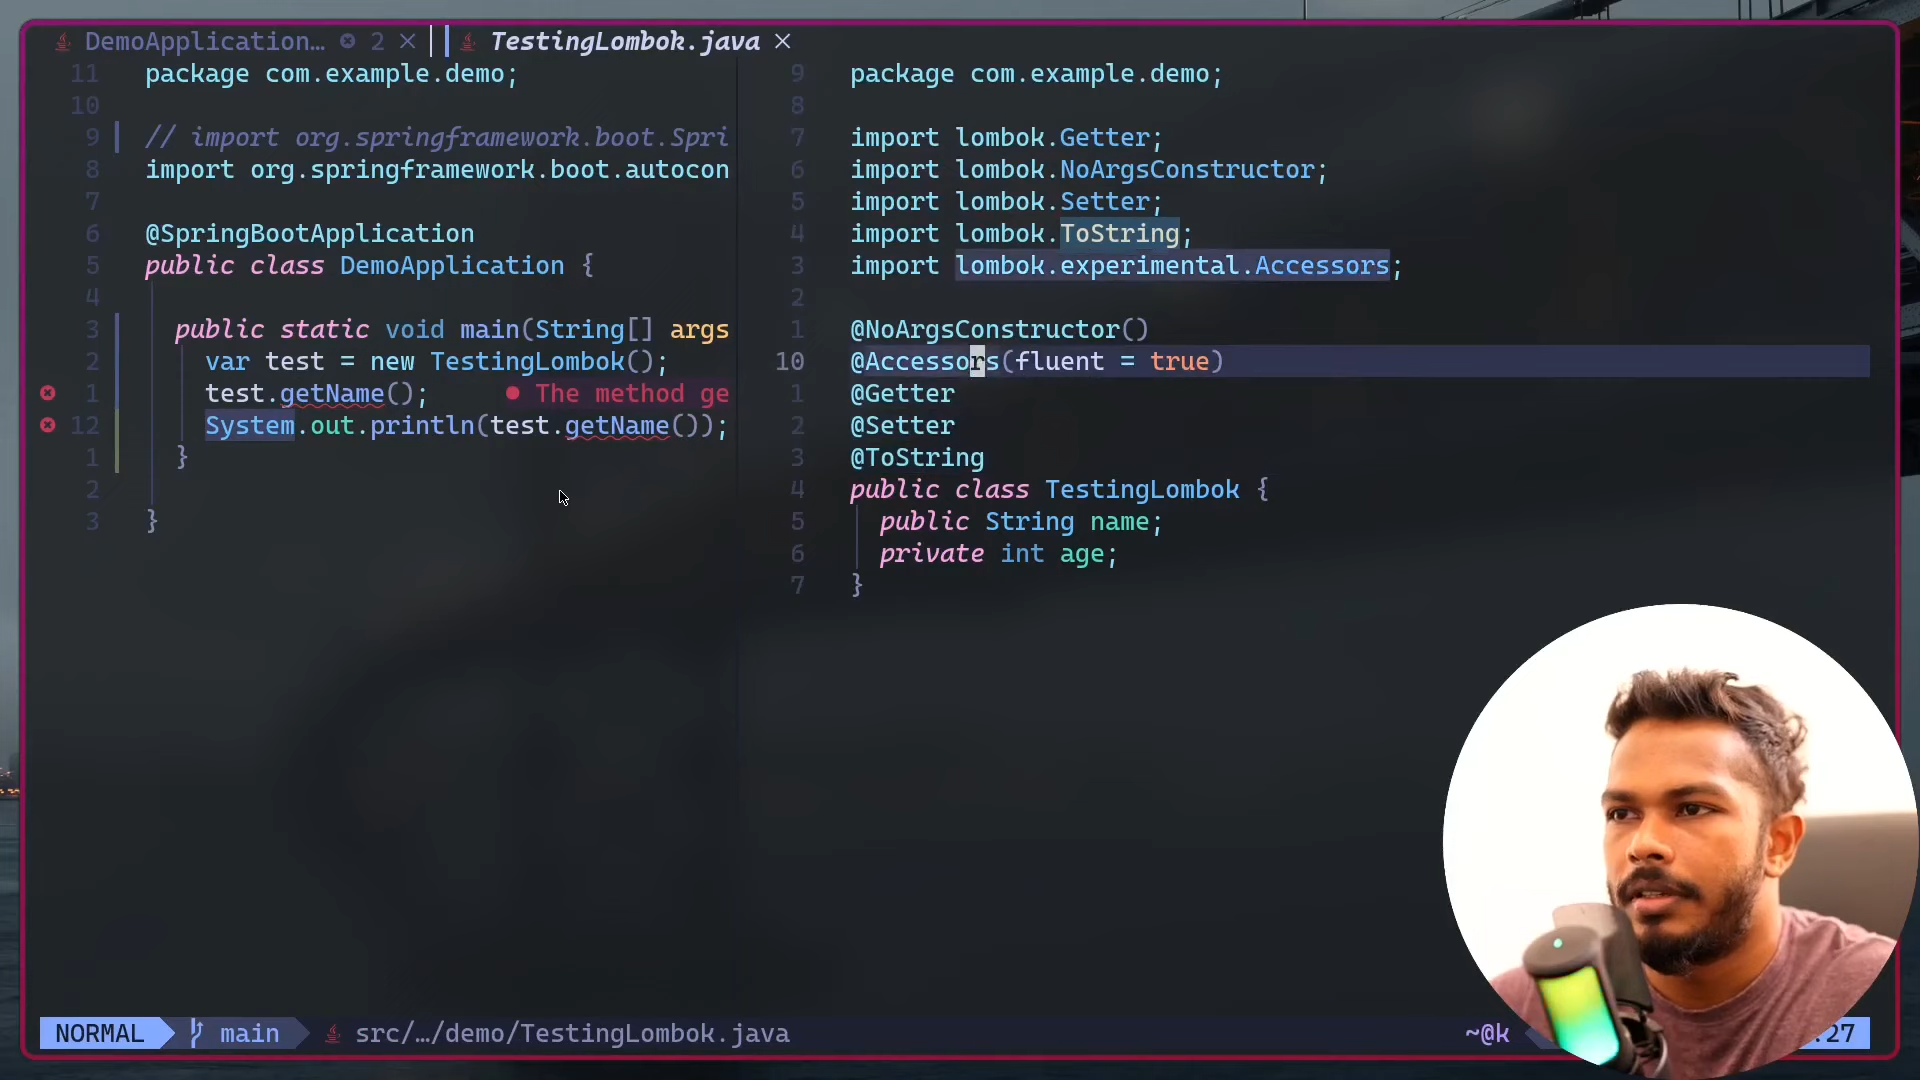 DemoApplication… 2 × TestingLombok.java ×
11 package com.example.demo;
10
9 // import org.springframework.boot.Spri
8 import org.springframework.boot.autocon
7
6 @SpringBootApplication
5 public class DemoApplication {
4
3 public static void main(String[] args
2 var test = new TestingLombok();
1 test.getName(); ● The method ge
12 System.out.println(test.getName());
1 }
2
3 }
9 package com.example.demo;
8
7 import lombok.Getter;
6 import lombok.NoArgsConstructor;
5 import lombok.Setter;
4 import lombok.ToString;
3 import lombok.experimental.Accessors;
2
1 @NoArgsConstructor()
10 @Accessors(fluent = true)
1 @Getter
2 @Setter
3 @ToString
4 public class TestingLombok {
5 public String name;
6 private int age;
7 }
NORMAL main src/…/demo/TestingLombok.java ~@k :27